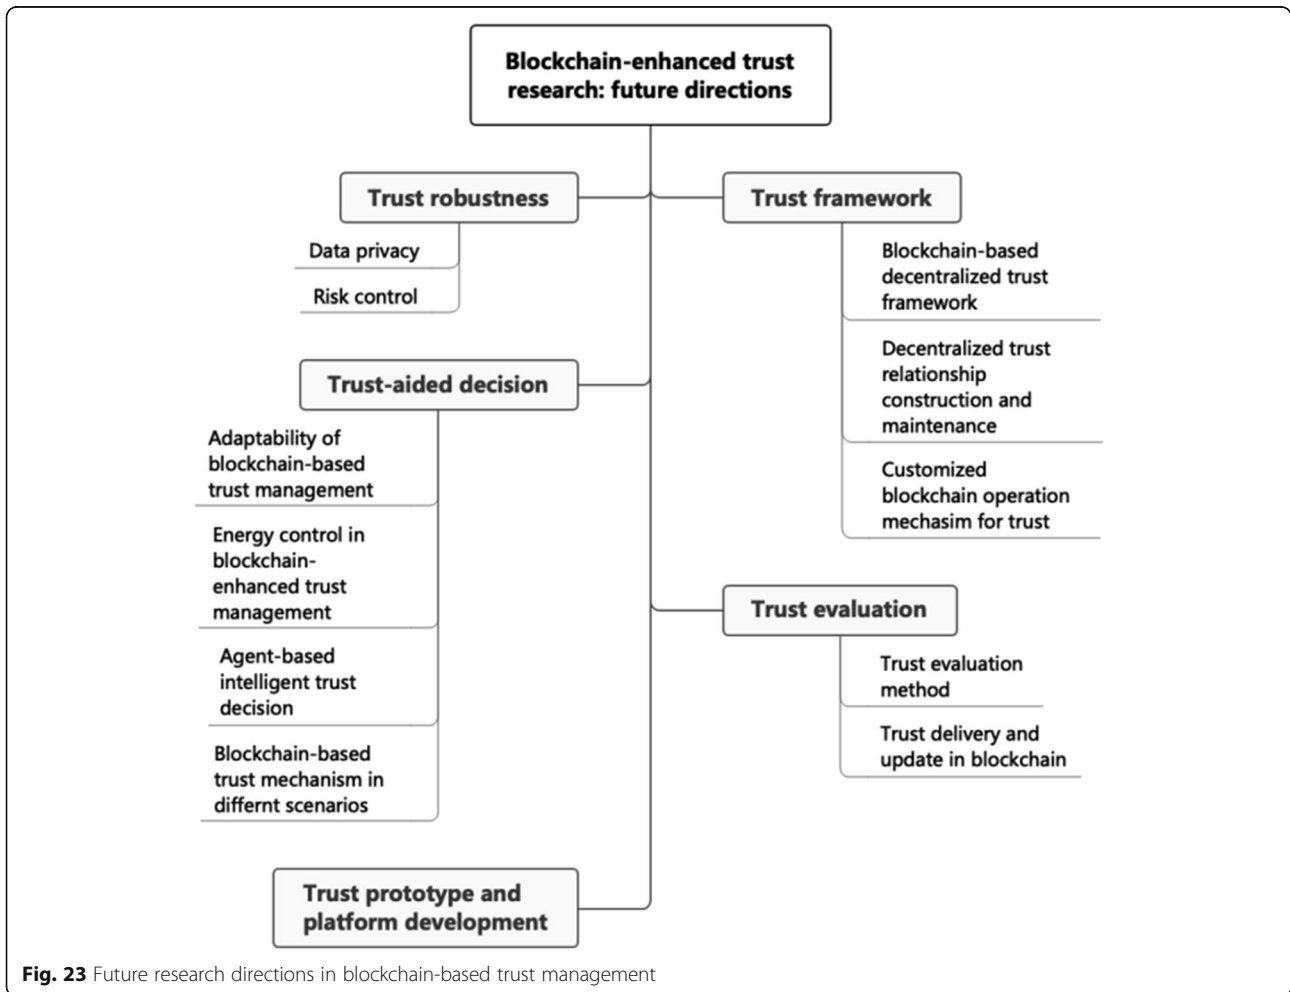 Blockchain-enhanced trust
research: future directions
Trust robustness
Data privacy
Risk control
Trust framework
Blockchain-based
decentralized trust
framework
Decentralized trust
relationship
construction and
maintenance
Customized
blockchain operation
mechasim for trust
Trust-aided decision
Adaptability of
blockchain-based
trust management
Energy control in
blockchain-
enhanced trust
management
Agent-based
intelligent trust
decision
Blockchain-based
trust mechanism in
differnt scenarios
Trust evaluation
Trust evaluation
method
Trust delivery and
update in blockchain
Trust prototype and
platform development
Fig. 23 Future research directions in blockchain-based trust management